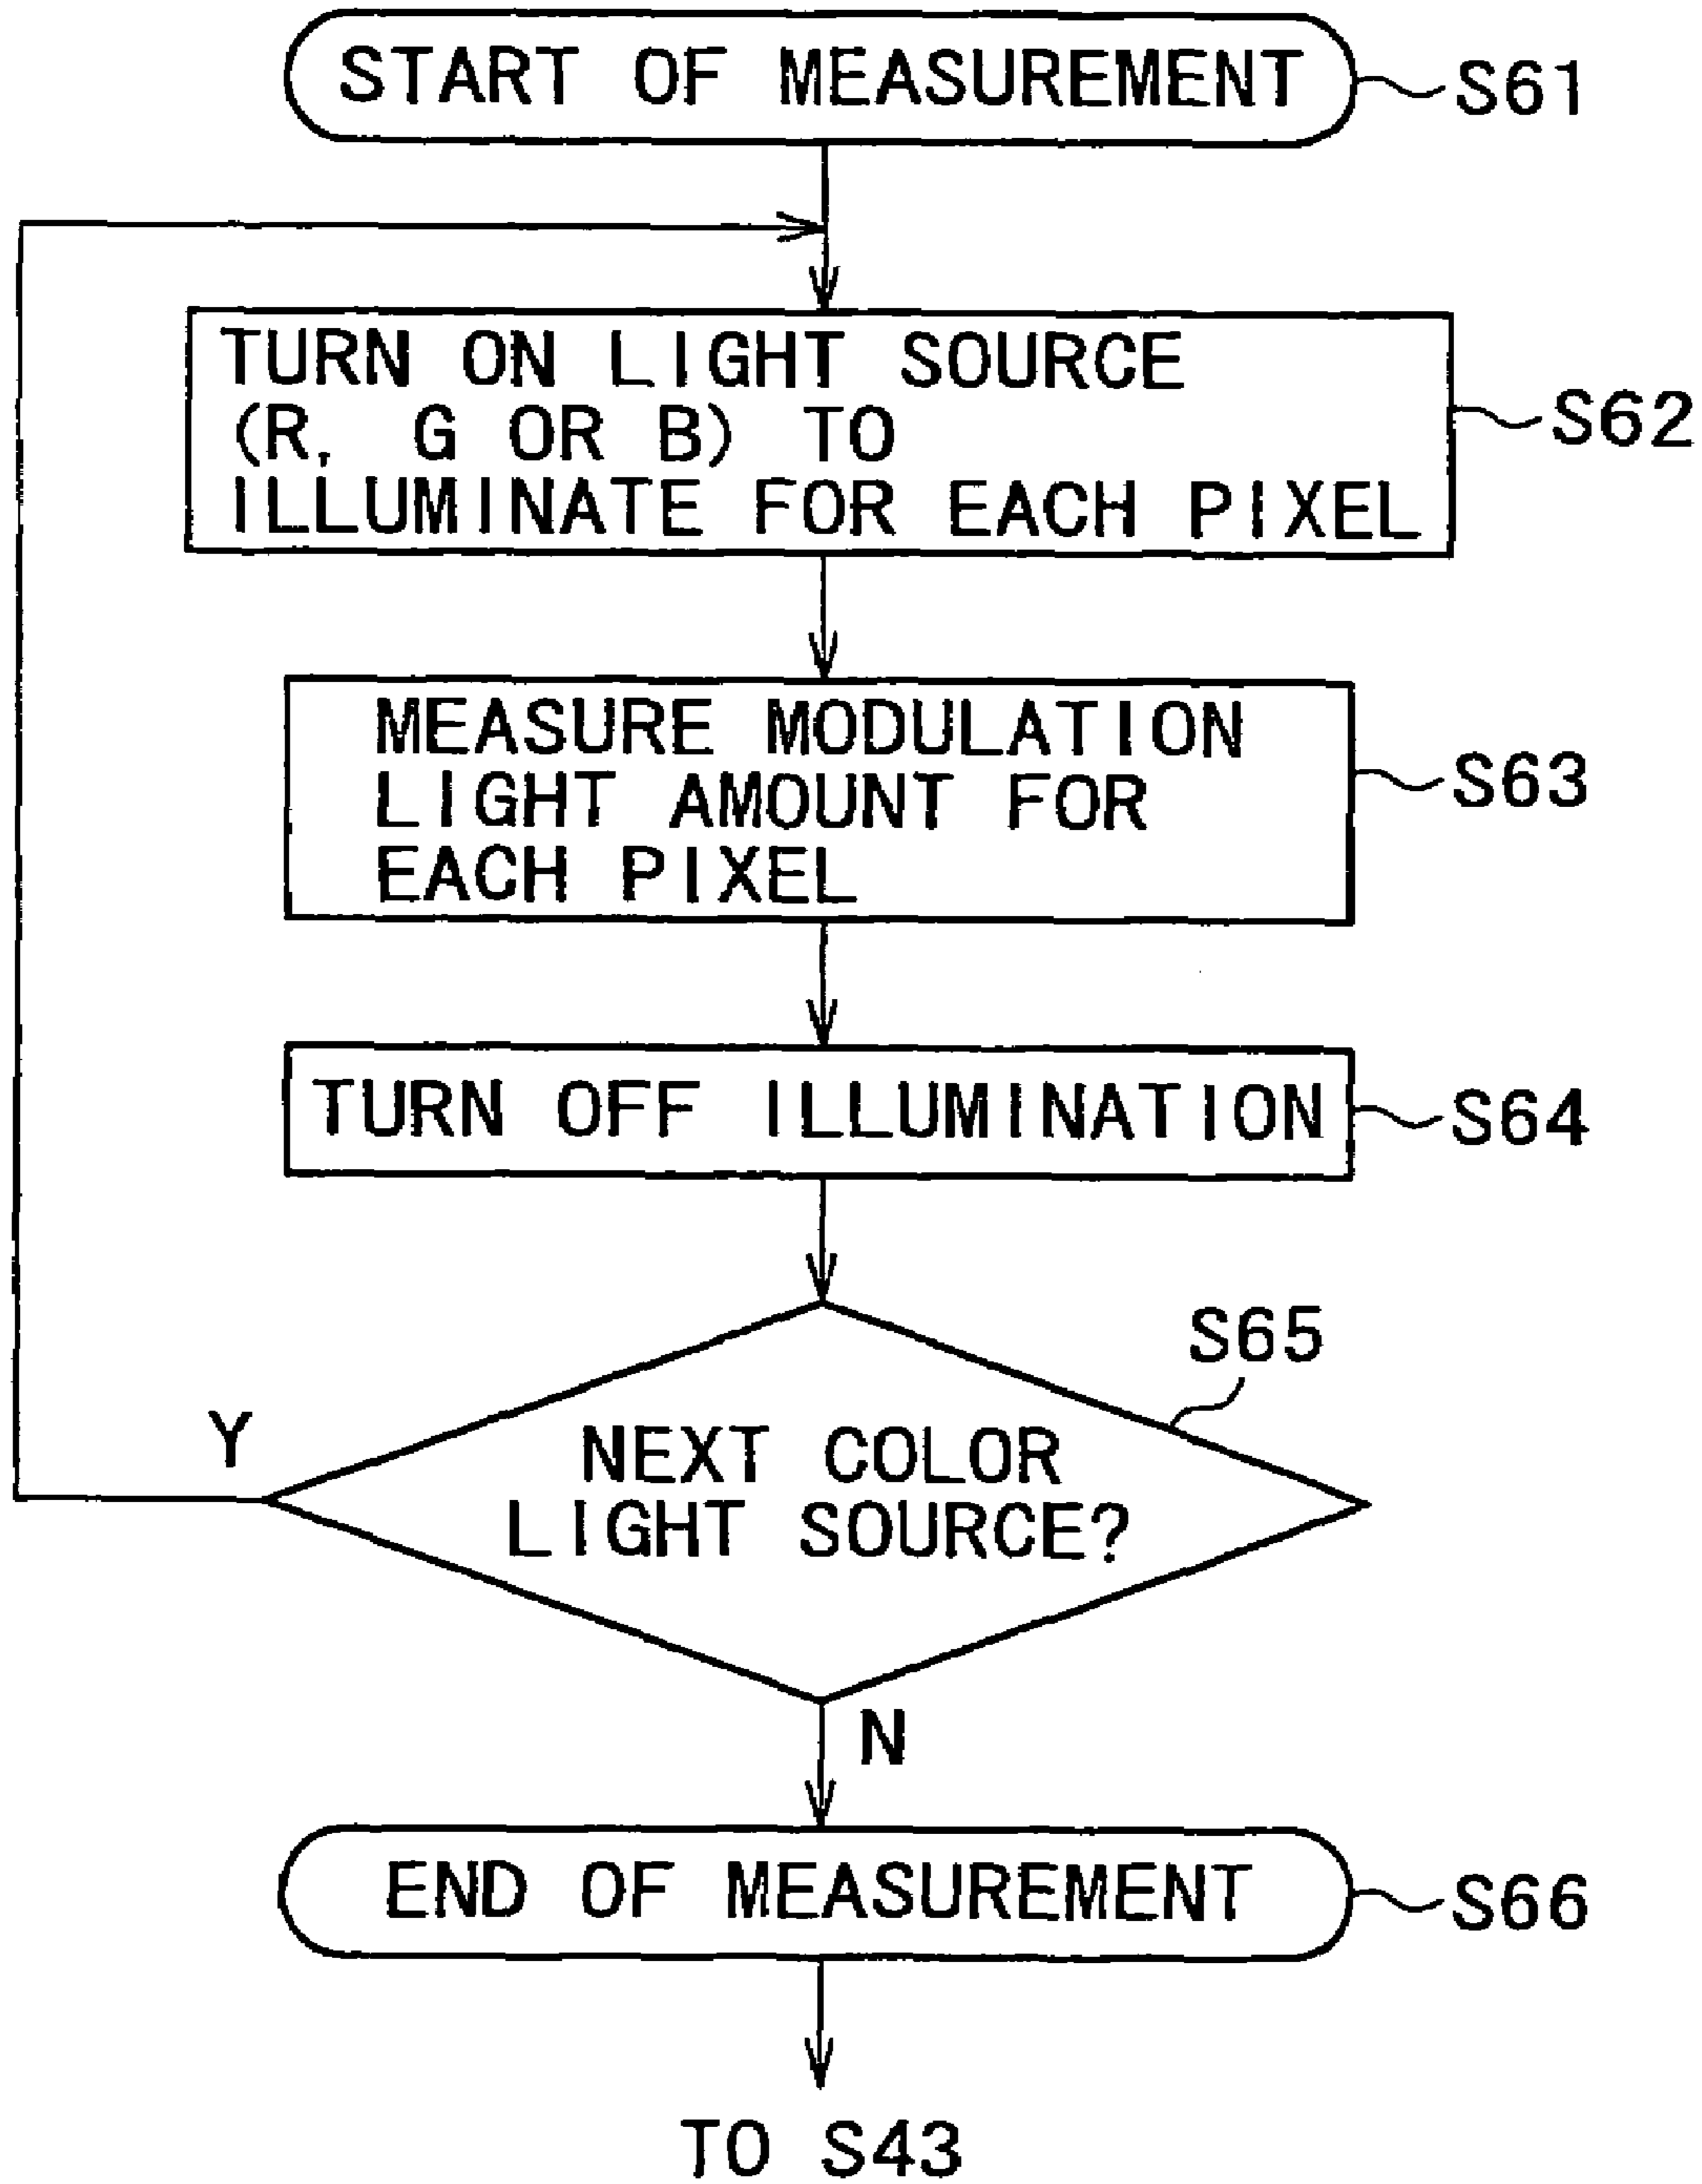 START OF MEASUREMENT
S61
TURN ON LIGHT SOURCE
(R, G OR B) TO
ILLUMINATE FOR EACH PIXEL
S62
MEASURE MODULATION
LIGHT AMOUNT FOR
EACH PIXEL
S63
TURN OFF ILLUMINATION
S64
S65
NEXT COLOR
LIGHT SOURCE?
Y
N
END OF MEASUREMENT
S66
TO S43